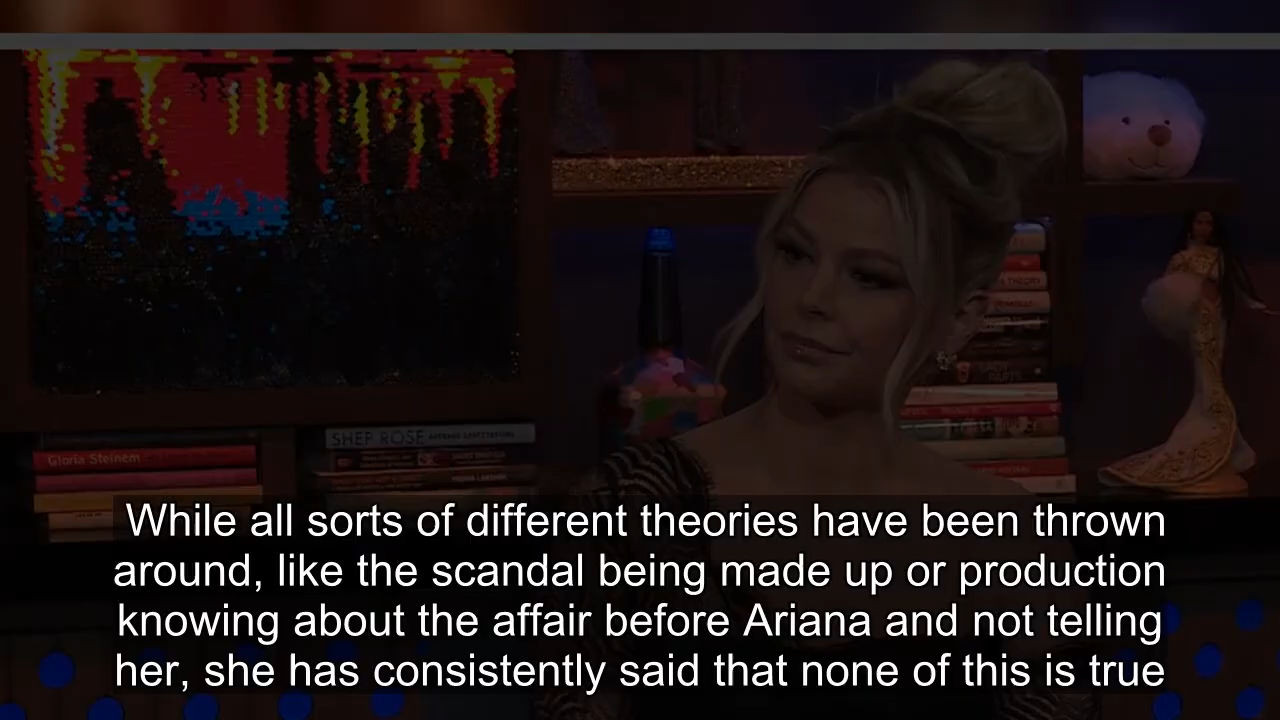 SHEP ROSE
Gloria Steinem
While all sorts of different theories have been thrown
around, like the scandal being made up or production
knowing about the affair before Ariana and not telling
her, she has consistently said that none of this is true